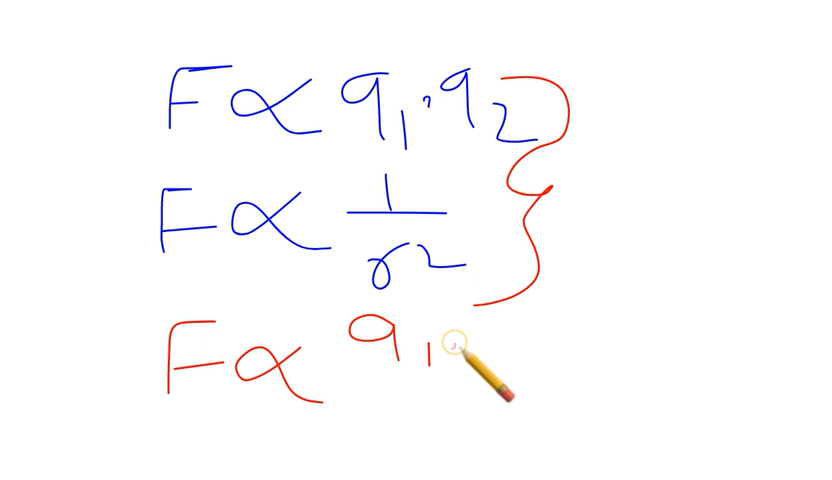 F ∝ q₁ . q₂
F ∝ 1/r²
F ∝ q₁